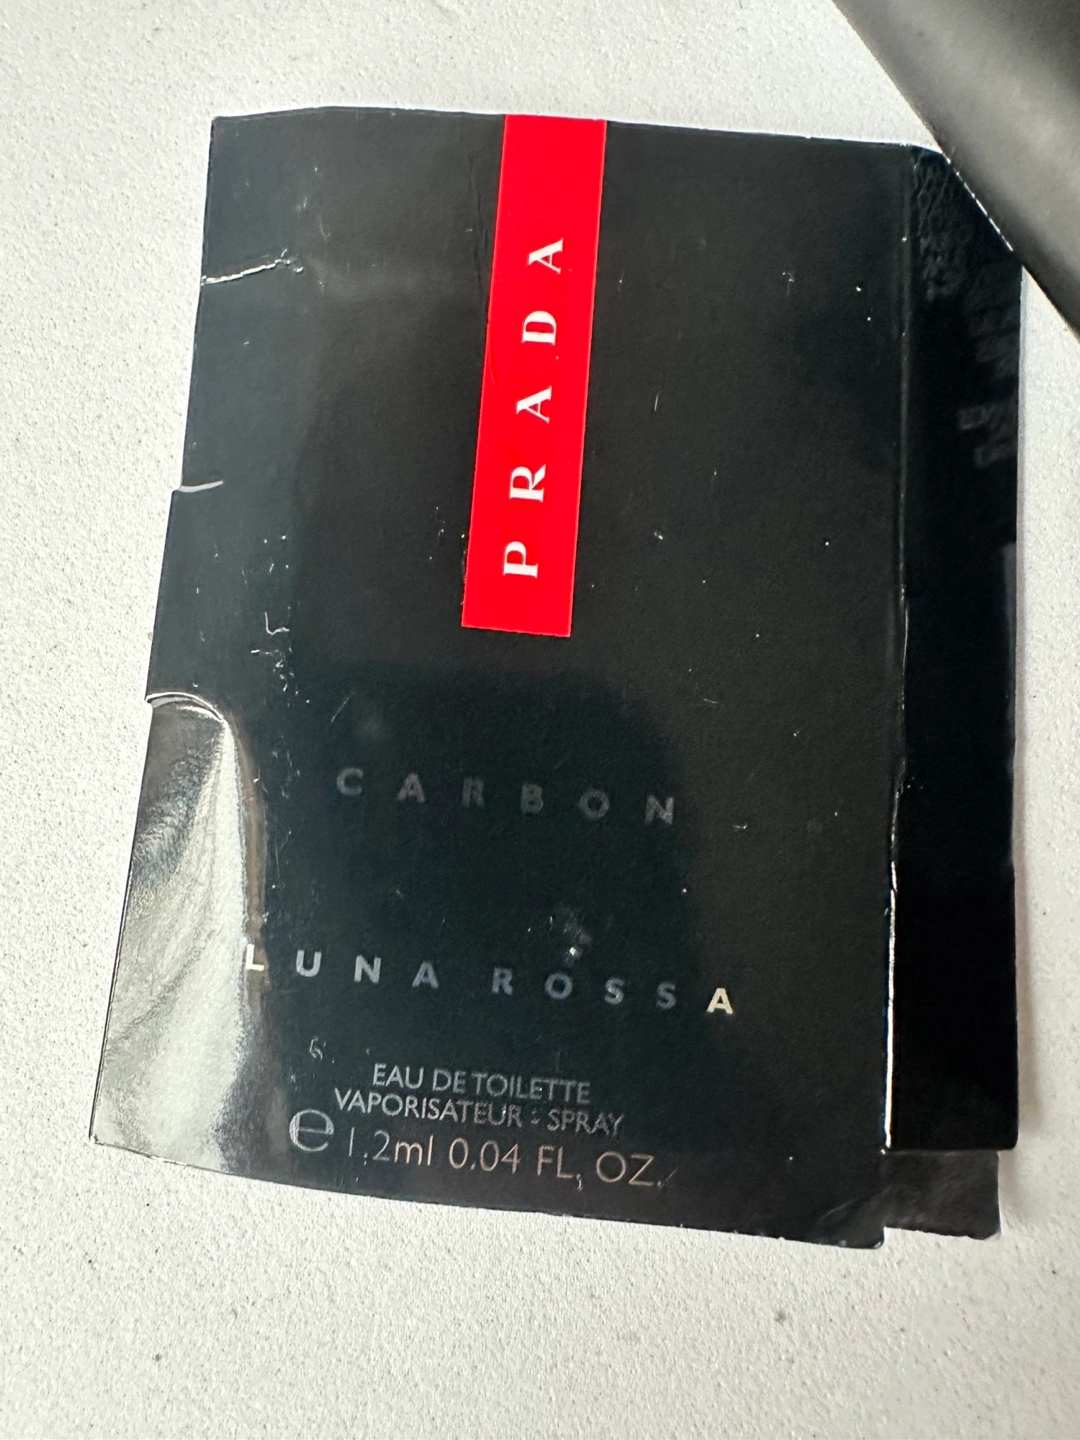 PRADA
CARBON
LUNA ROSSA
EAU DE TOILETTE
VAPORISATEUR - SPRAY
e 1.2ml 0.04 FL. OZ.